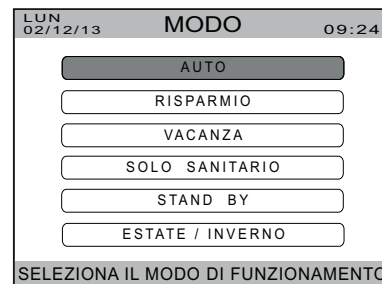 LUN
02/12/13 MODO 09:24
AUTO
RISPARMIO
VACANZA
SOLO SANITARIO
STAND BY
ESTATE / INVERNO
SELEZIONA IL MODO DI FUNZIONAMENTO